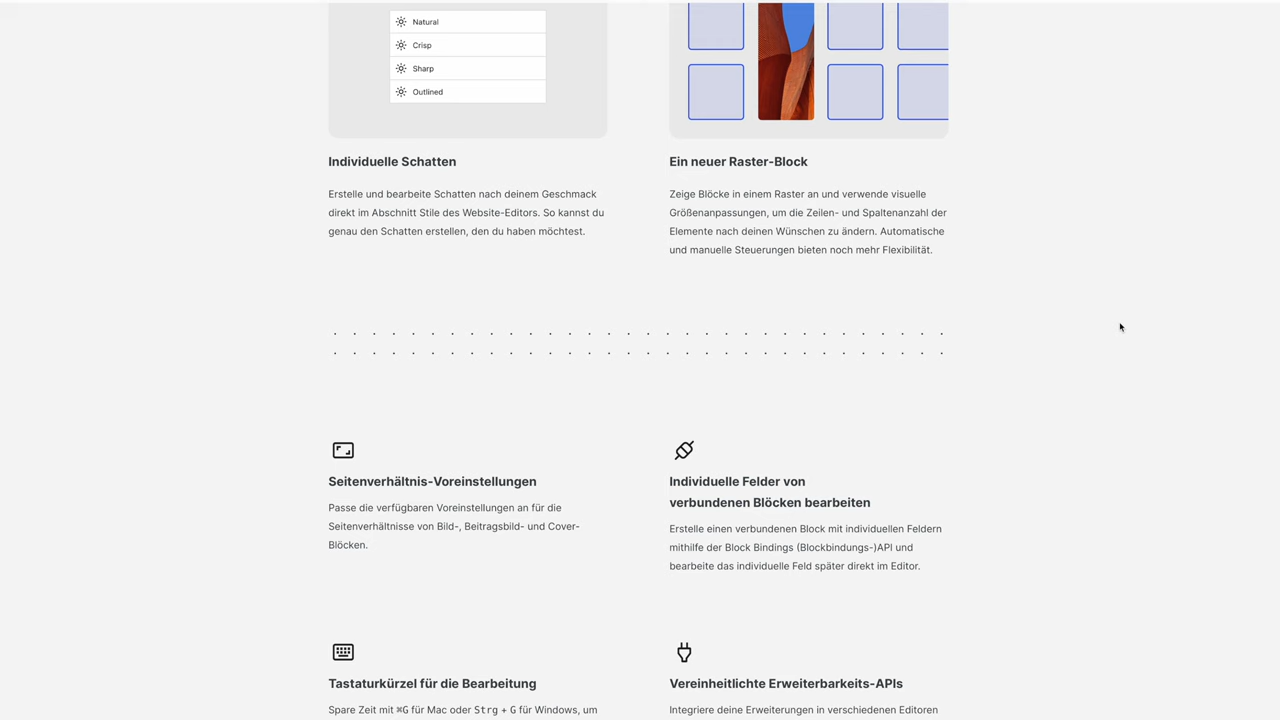 Natural
Crisp
Sharp
Outlined
Individuelle Schatten
Erstelle und bearbeite Schatten nach deinem Geschmack
direkt im Abschnitt Stile des Website-Editors. So kannst du
genau den Schatten erstellen, den du haben möchtest.
Ein neuer Raster-Block
Zeige Blöcke in einem Raster an und verwende visuelle
Größenanpassungen, um die Zeilen- und Spaltenanzahl der
Elemente nach deinen Wünschen zu ändern. Automatische
und manuelle Steuerungen bieten noch mehr Flexibilität.
Seitenverhältnis-Voreinstellungen
Passe die verfügbaren Voreinstellungen an für die
Seitenverhältnisse von Bild-, Beitragsbild- und Cover-
Blöcken.
Individuelle Felder von
verbundenen Blöcken bearbeiten
Erstelle einen verbundenen Block mit individuellen Feldern
mithilfe der Block Bindings (Blockbindungs-)API und
bearbeite das individuelle Feld später direkt im Editor.
Tastaturkürzel für die Bearbeitung
Spare Zeit mit ⌘G für Mac oder Strg + G für Windows, um
Vereinheitlichte Erweiterbarkeits-APIs
Integriere deine Erweiterungen in verschiedenen Editoren